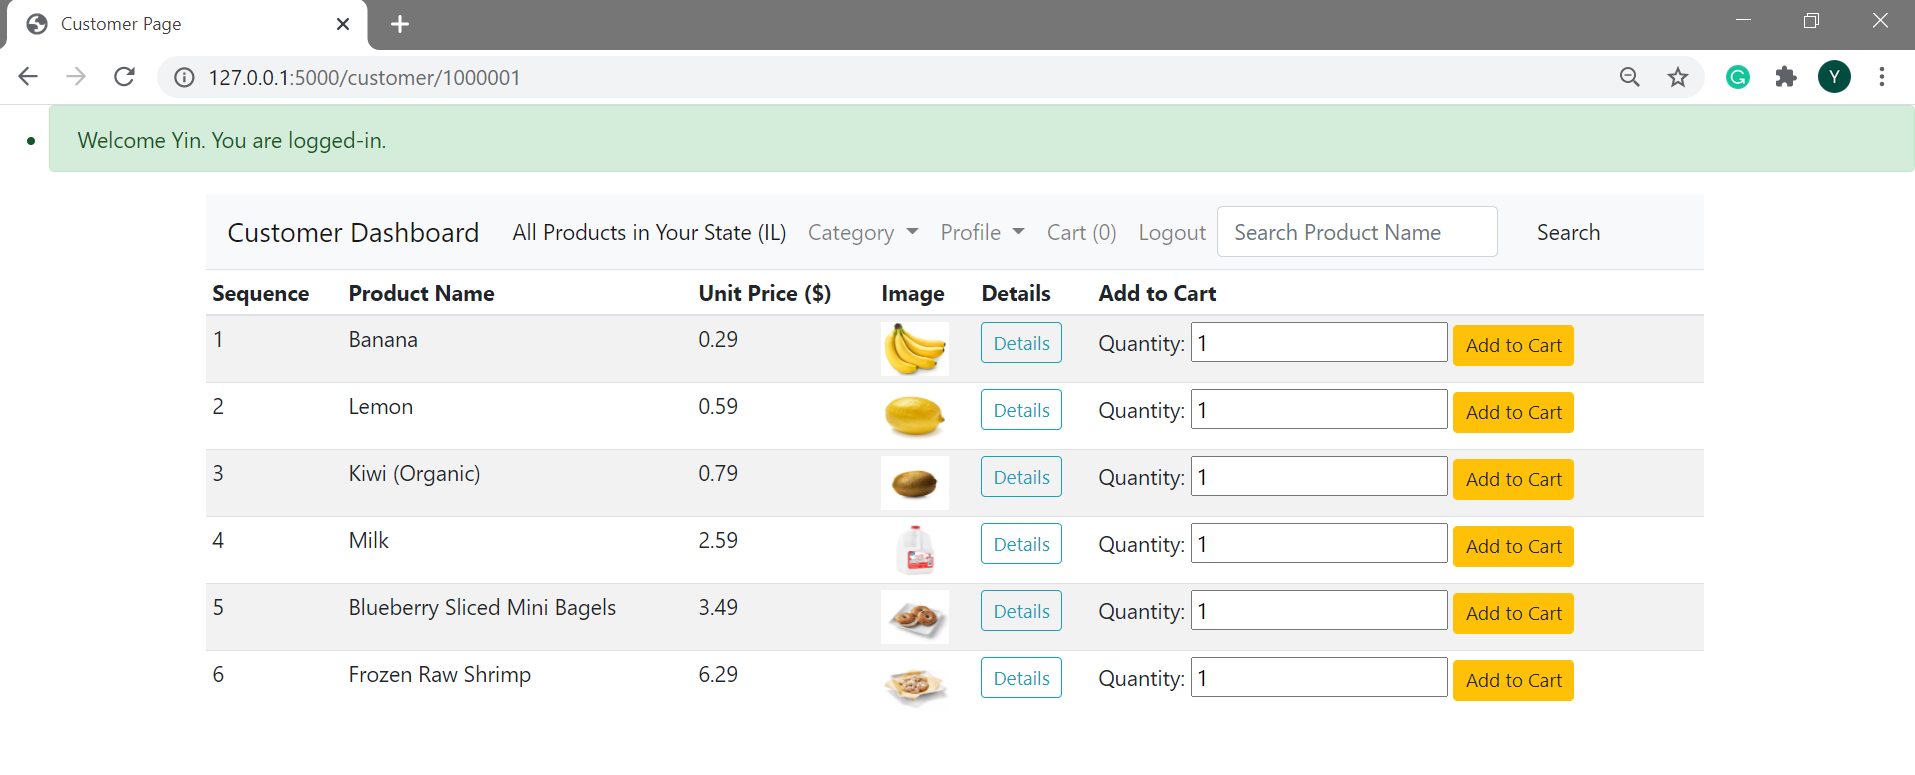 Customer Page
127.0.0.1:5000/customer/1000001
Y
Welcome Yin. You are logged-in.
Customer Dashboard All Products in Your State (IL) Category Profile Cart (0) Logout Search Product Name Search
Sequence Product Name Unit Price ($) Image Details Add to Cart
1 Banana 0.29 Details Quantity: 1 Add to Cart
2 Lemon 0.59 Details Quantity: 1 Add to Cart
3 Kiwi (Organic) 0.79 Details Quantity: 1 Add to Cart
4 Milk 2.59 Details Quantity: 1 Add to Cart
5 Blueberry Sliced Mini Bagels 3.49 Details Quantity: 1 Add to Cart
6 Frozen Raw Shrimp 6.29 Details Quantity: 1 Add to Cart